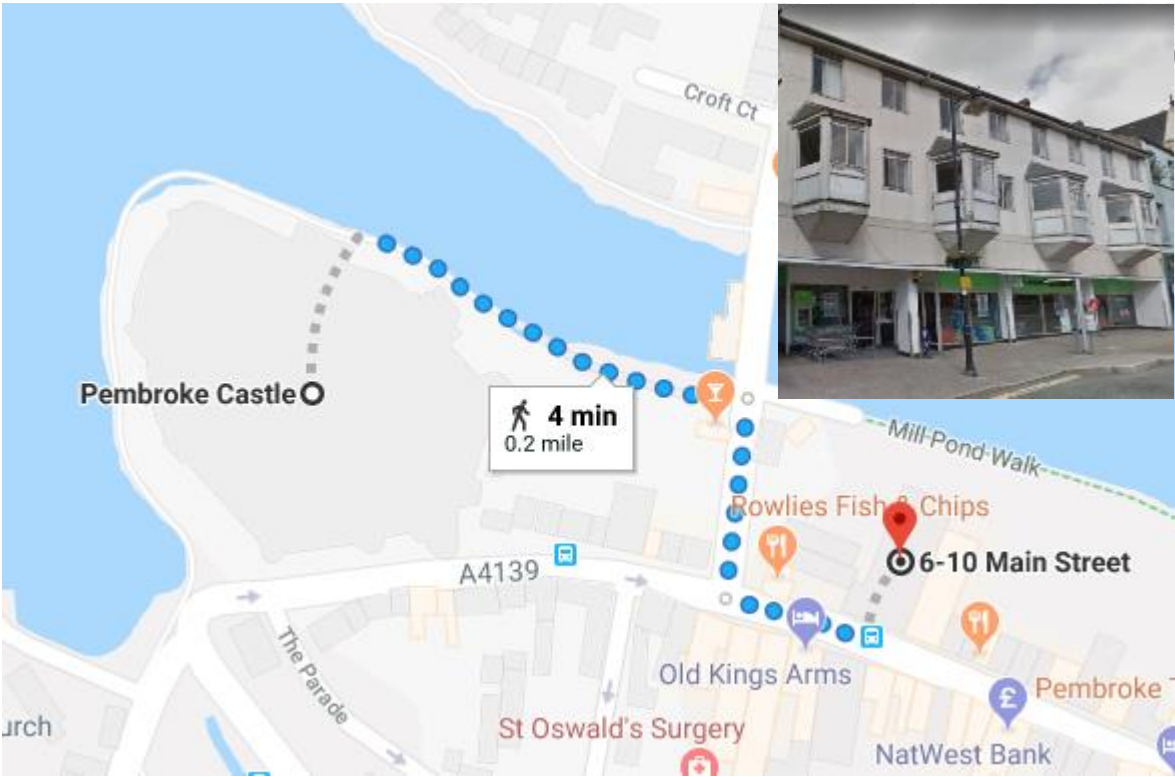 Croft Ct
Pembroke Castle
4 min
0.2 mile
Mill Pond Walk
Rowlies Fish & Chips
6-10 Main Street
A4139
The Parade
Old Kings Arms
Pembroke T
urch
St Oswald's Surgery
£
NatWest Bank